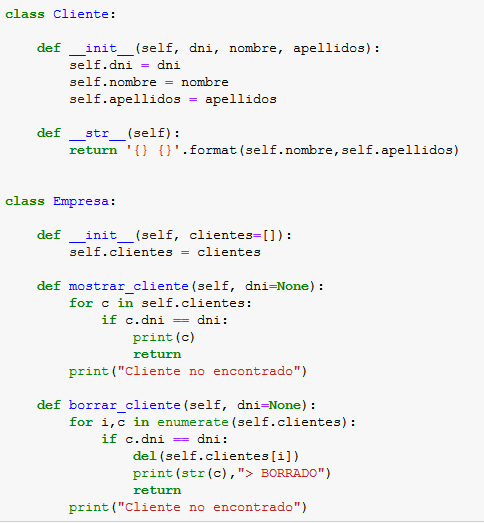 class Cliente:
    def __init__(self, dni, nombre, apellidos):
        self.dni = dni
        self.nombre = nombre
        self.apellidos = apellidos
    def __str__(self):
        return '{} {}'.format(self.nombre,self.apellidos)
class Empresa:
    def __init__(self, clientes=[]):
        self.clientes = clientes
    def mostrar_cliente(self, dni=None):
        for c in self.clientes:
            if c.dni == dni:
                print(c)
                return
        print("Cliente no encontrado")
    def borrar_cliente(self, dni=None):
        for i,c in enumerate(self.clientes):
            if c.dni == dni:
                del(self.clientes[i])
                print(str(c),"> BORRADO")
                return
        print("Cliente no encontrado")